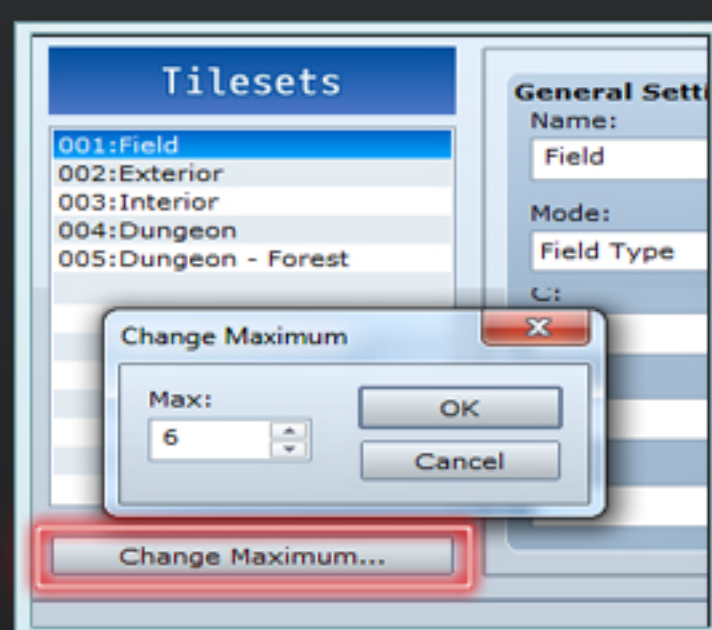 Tilesets
001:Field
002:Exterior
003:Interior
004:Dungeon
005:Dungeon - Forest
General Setti
Name:
Field
Mode:
Field Type
C:
Change Maximum
Max:
6
OK
Cancel
Change Maximum...